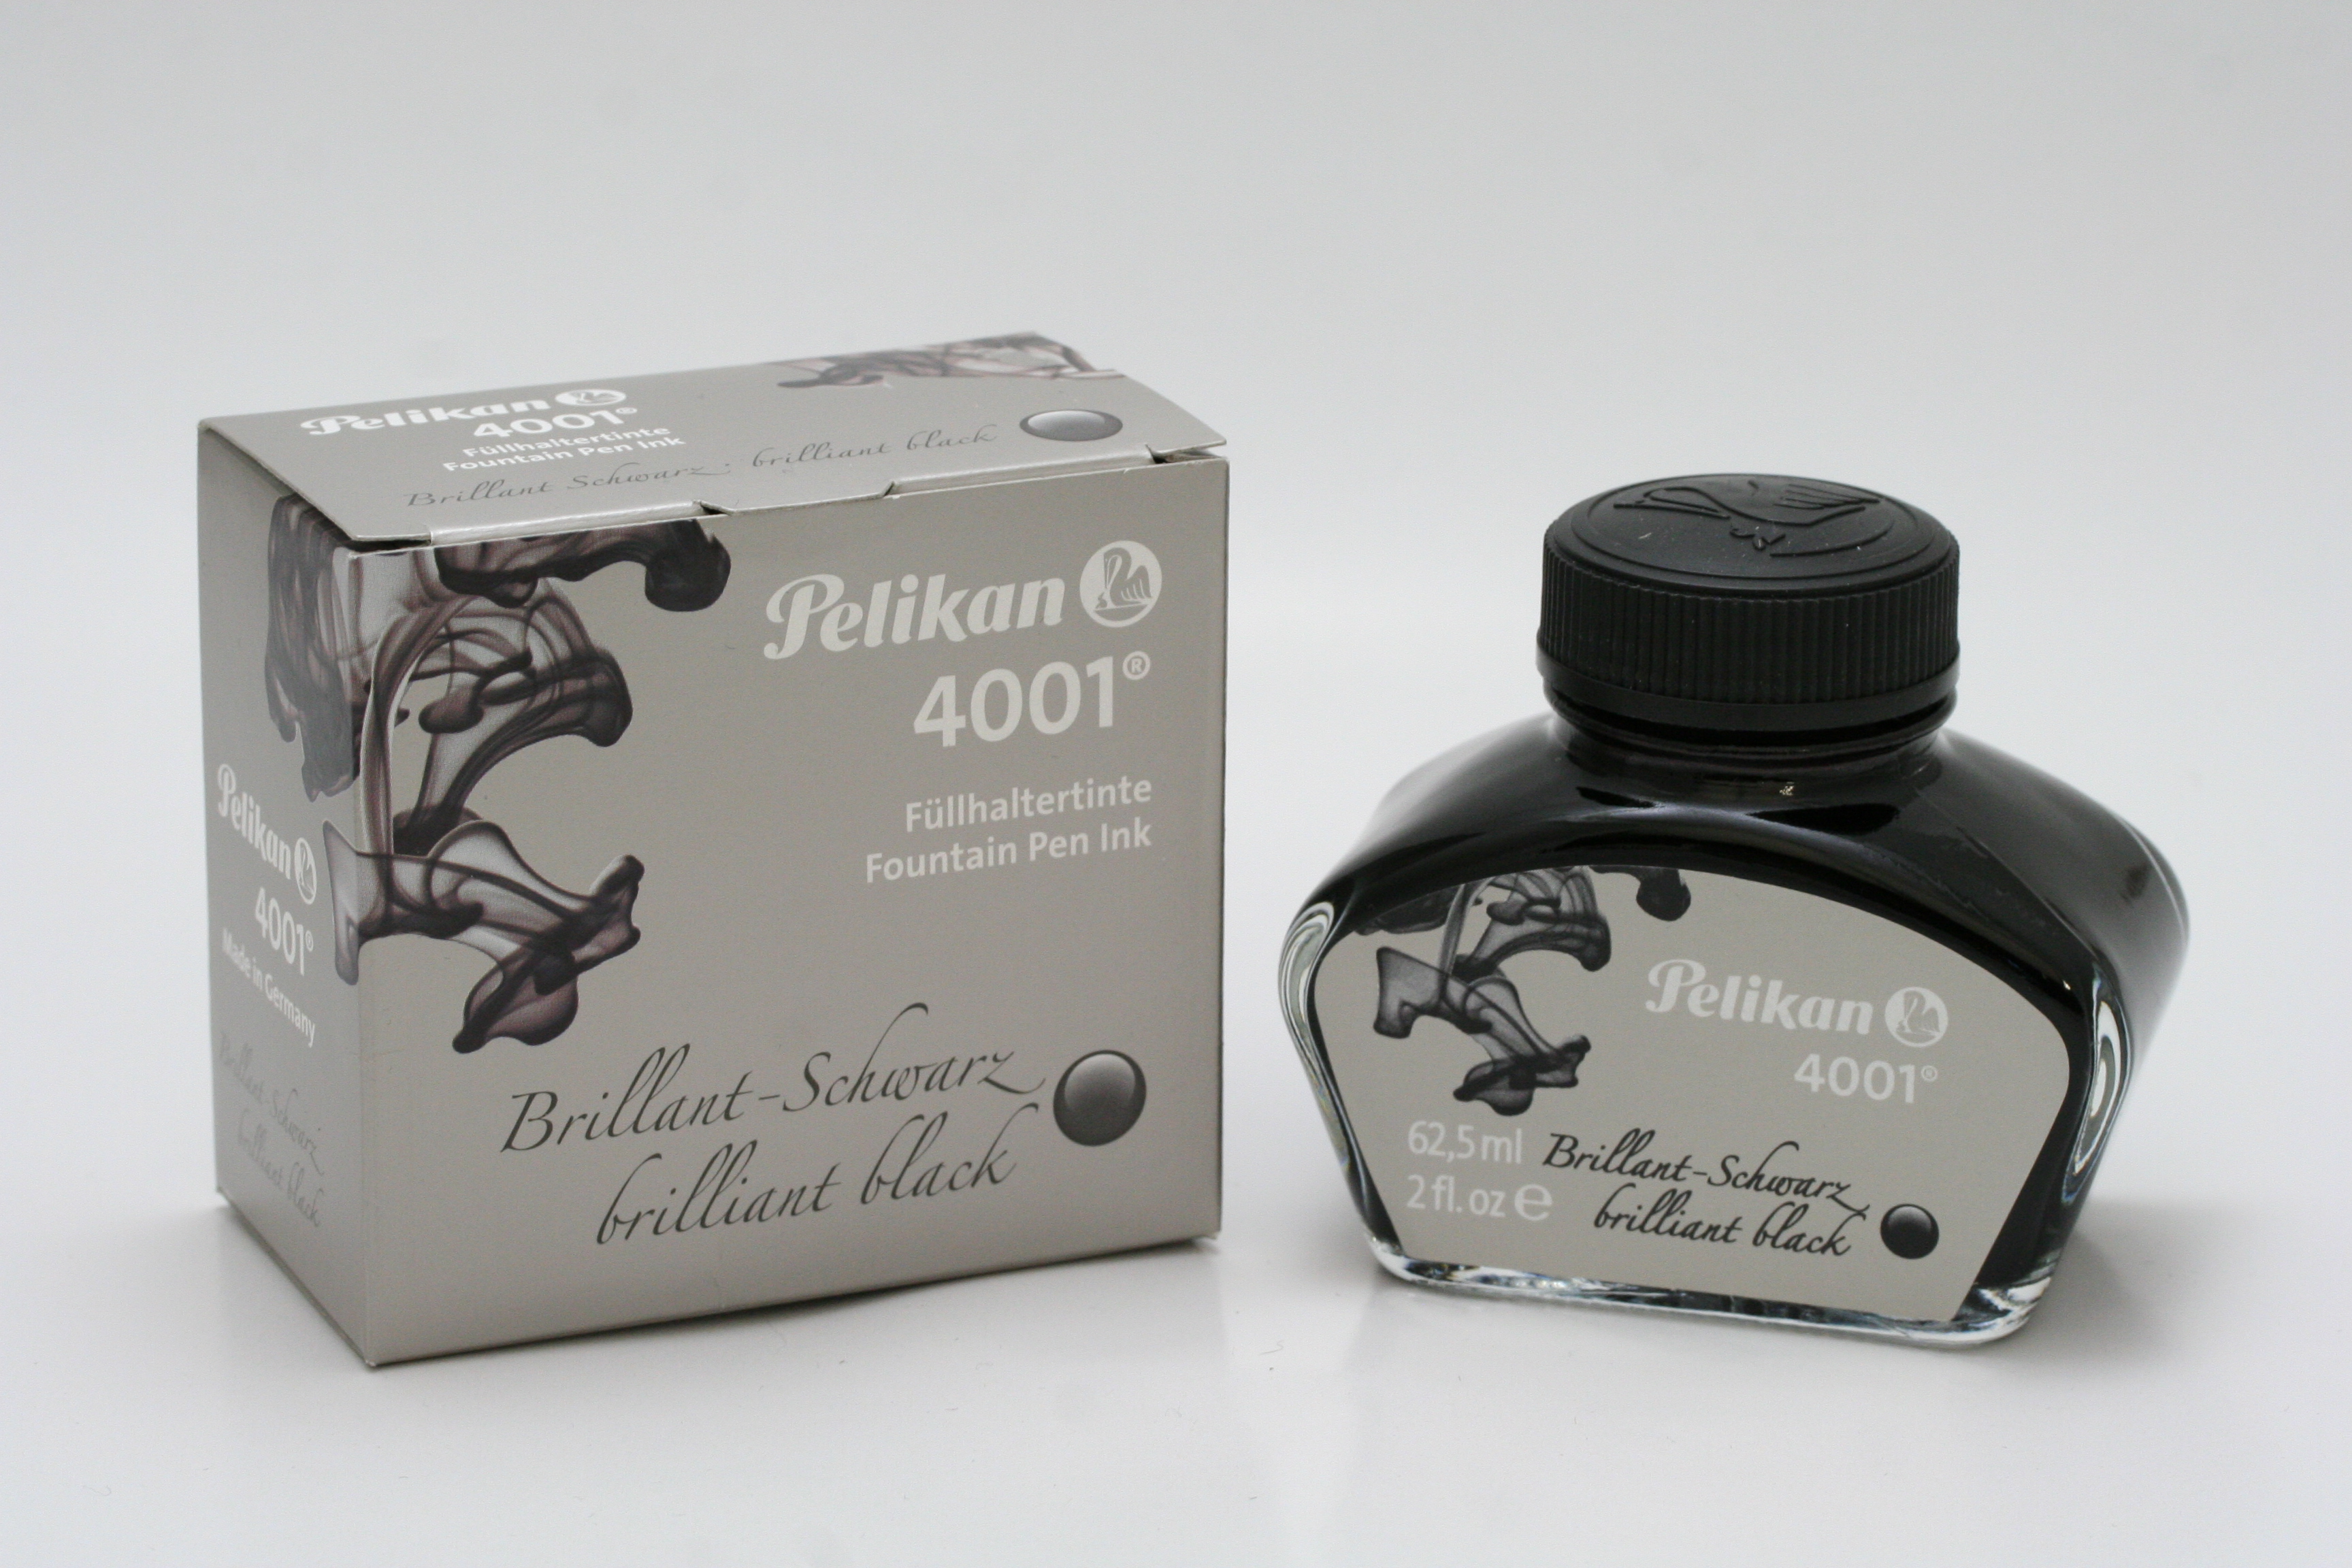 Pelikan
4001®
Füllhaltertinte
Fountain Pen Ink
Brillant Schwarz · brilliant black
Pelikan
4001®
Made in Germany
Brillant-Schwarz
brilliant black
Pelikan
4001®
Füllhaltertinte
Fountain Pen Ink
Brillant-Schwarz
brilliant black
Pelikan
4001®
62,5 ml
2 fl. oz ℮
Brillant-Schwarz
brilliant black